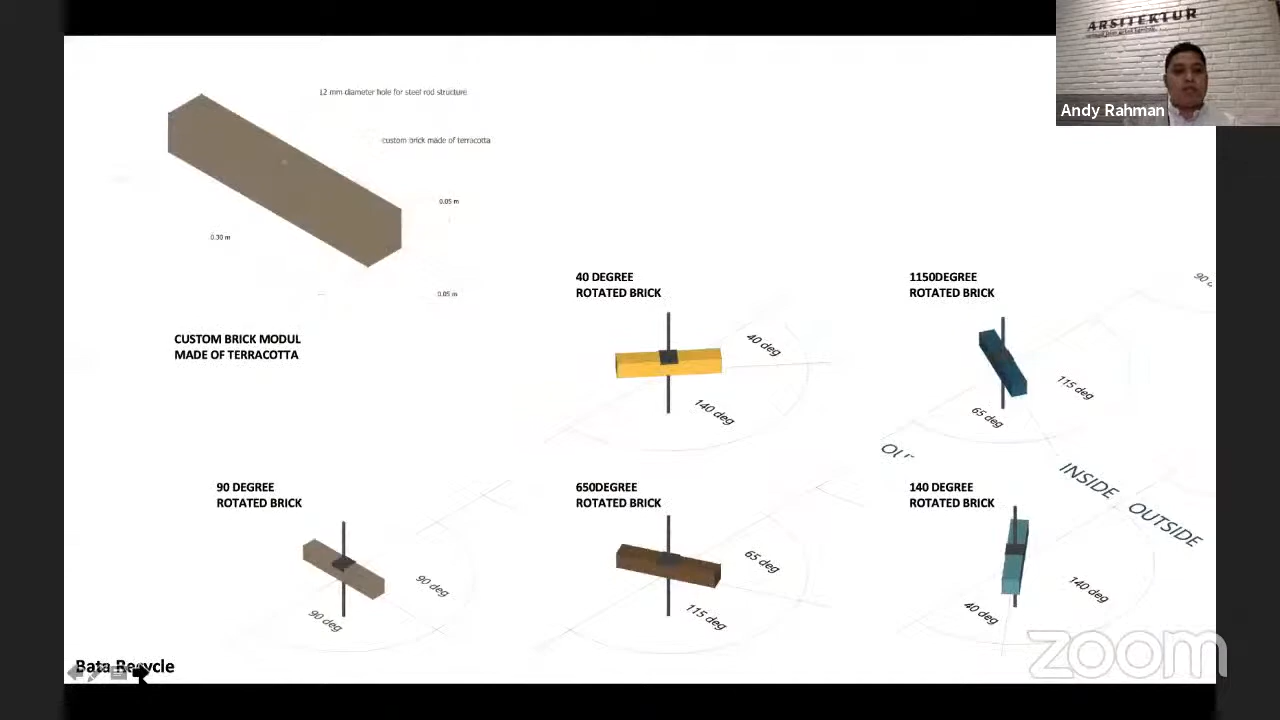 ARSITEKTUR
Andy Rahman
12 mm diameter hole for steel rod structure
custom brick made of terracotta
0.05 m
0.30 m
0.05 m
CUSTOM BRICK MODUL
MADE OF TERRACOTTA
40 DEGREE
ROTATED BRICK
40 deg
140 deg
1150DEGREE
ROTATED BRICK
115 deg
65 deg
INSIDE
OUTSIDE
90 DEGREE
ROTATED BRICK
90 deg
90 deg
650DEGREE
ROTATED BRICK
65 deg
115 deg
140 DEGREE
ROTATED BRICK
140 deg
40 deg
Bata Recycle
zoom